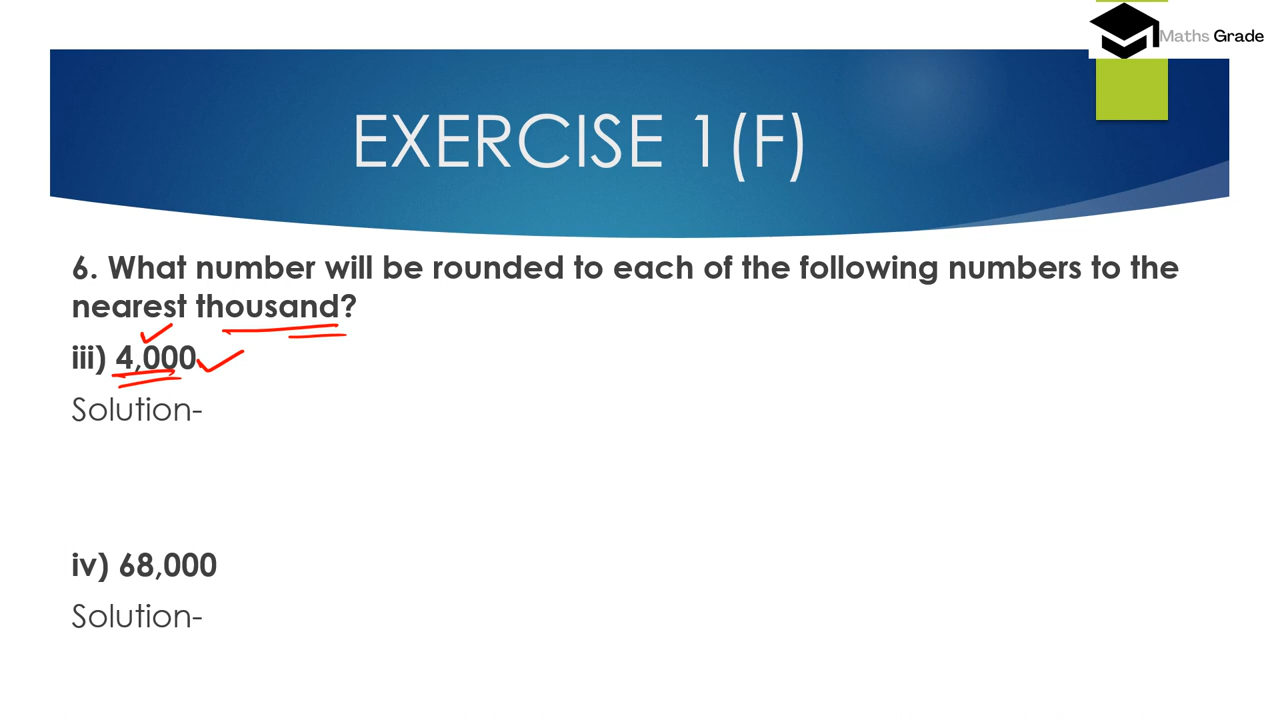 Maths Grade
EXERCISE 1(F)
6. What number will be rounded to each of the following numbers to the
nearest thousand?
iii) 4,000
Solution-
iv) 68,000
Solution-